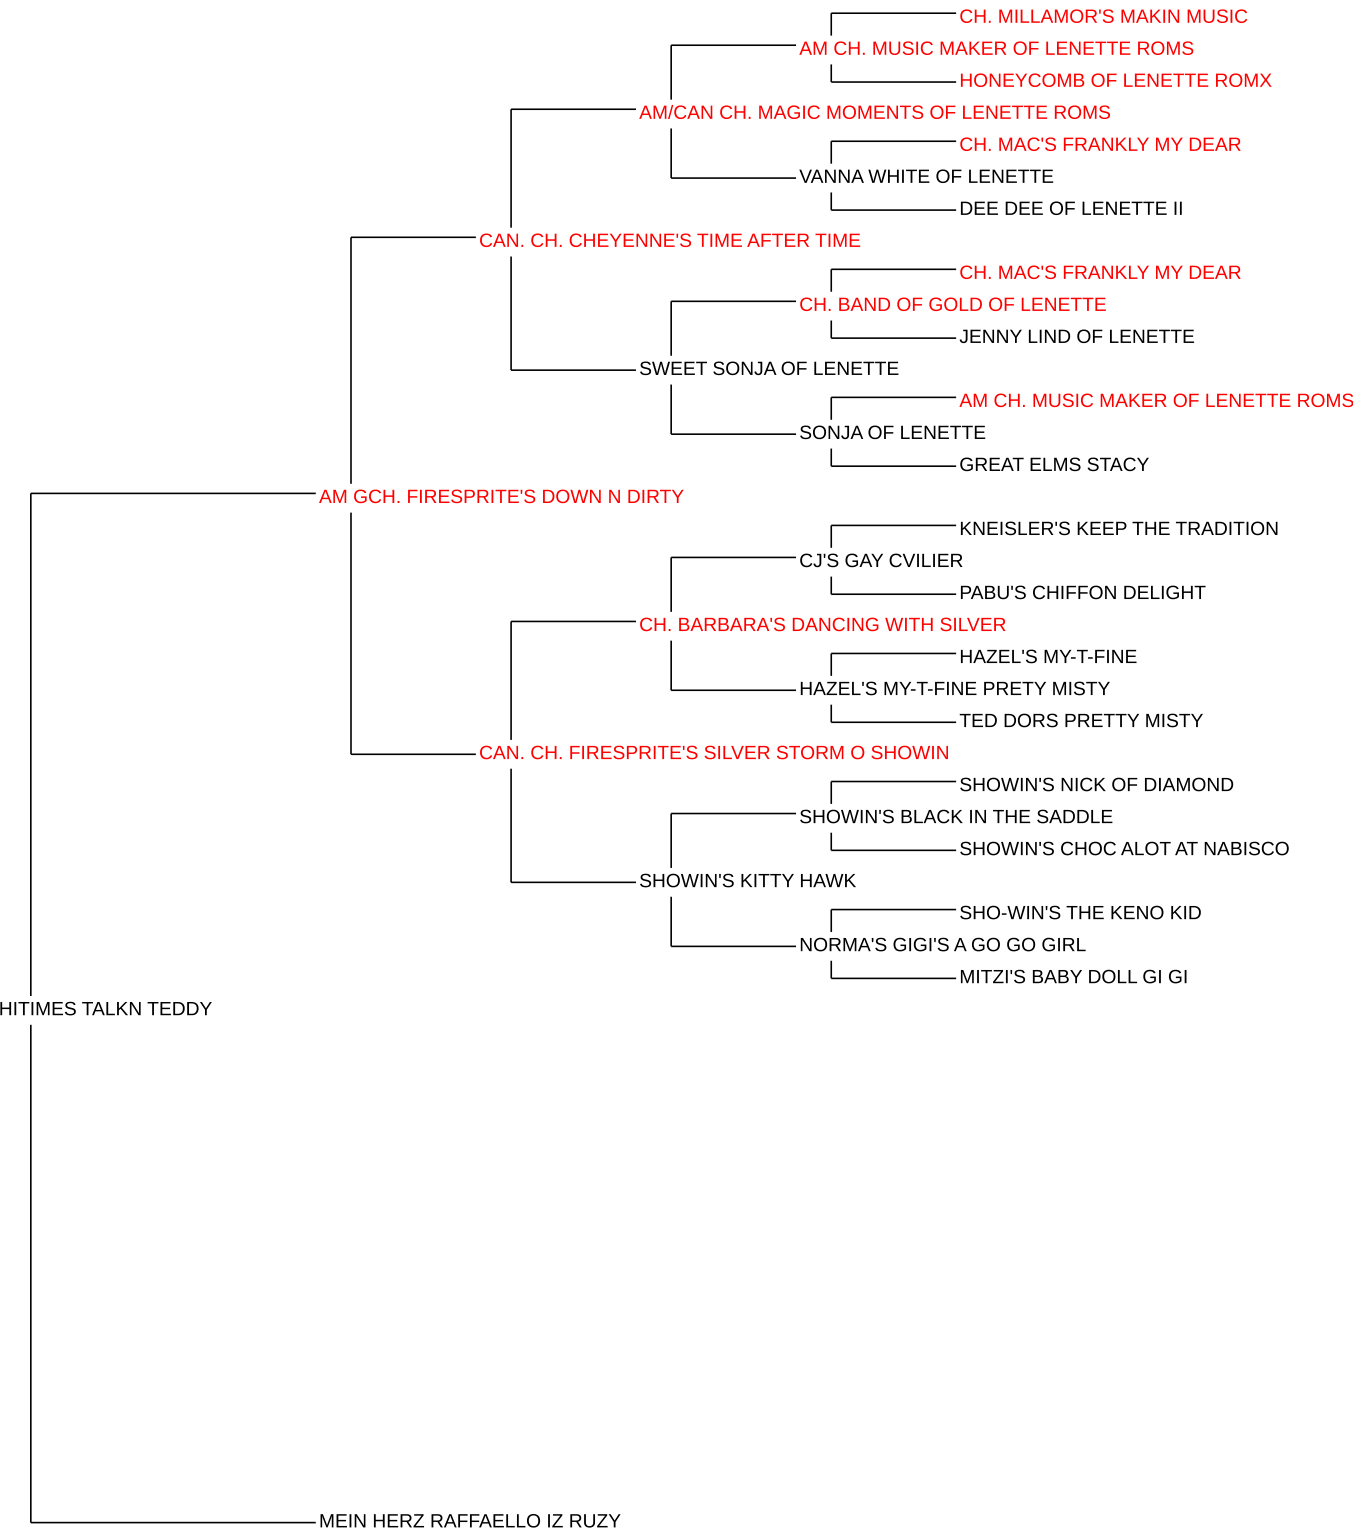 CH. MILLAMOR'S MAKIN MUSIC
AM CH. MUSIC MAKER OF LENETTE ROMS
HONEYCOMB OF LENETTE ROMX
AM/CAN CH. MAGIC MOMENTS OF LENETTE ROMS
CH. MAC'S FRANKLY MY DEAR
VANNA WHITE OF LENETTE
DEE DEE OF LENETTE II
CAN. CH. CHEYENNE'S TIME AFTER TIME
CH. MAC'S FRANKLY MY DEAR
CH. BAND OF GOLD OF LENETTE
JENNY LIND OF LENETTE
SWEET SONJA OF LENETTE
AM CH. MUSIC MAKER OF LENETTE ROMS
SONJA OF LENETTE
GREAT ELMS STACY
AM GCH. FIRESPRITE'S DOWN N DIRTY
KNEISLER'S KEEP THE TRADITION
CJ'S GAY CVILIER
PABU'S CHIFFON DELIGHT
CH. BARBARA'S DANCING WITH SILVER
HAZEL'S MY-T-FINE
HAZEL'S MY-T-FINE PRETY MISTY
TED DORS PRETTY MISTY
CAN. CH. FIRESPRITE'S SILVER STORM O SHOWIN
SHOWIN'S NICK OF DIAMOND
SHOWIN'S BLACK IN THE SADDLE
SHOWIN'S CHOC ALOT AT NABISCO
SHOWIN'S KITTY HAWK
SHO-WIN'S THE KENO KID
NORMA'S GIGI'S A GO GO GIRL
MITZI'S BABY DOLL GI GI
HITIMES TALKN TEDDY
MEIN HERZ RAFFAELLO IZ RUZY